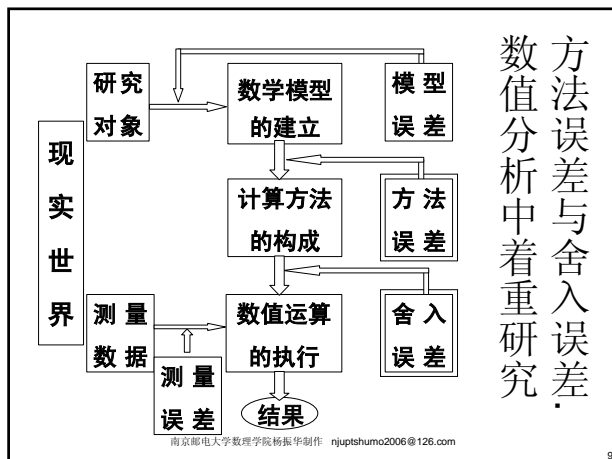 现实世界
研究
对象
数学模型
的建立
模型
误差
计算方法
的构成
方法
误差
测量
数据
数值运算
的执行
舍入
误差
测量
误差
结果
数值分析中着重研究
方法误差与舍入误差.
南京邮电大学数理学院杨振华制作 njuptshumo2006@126.com
9